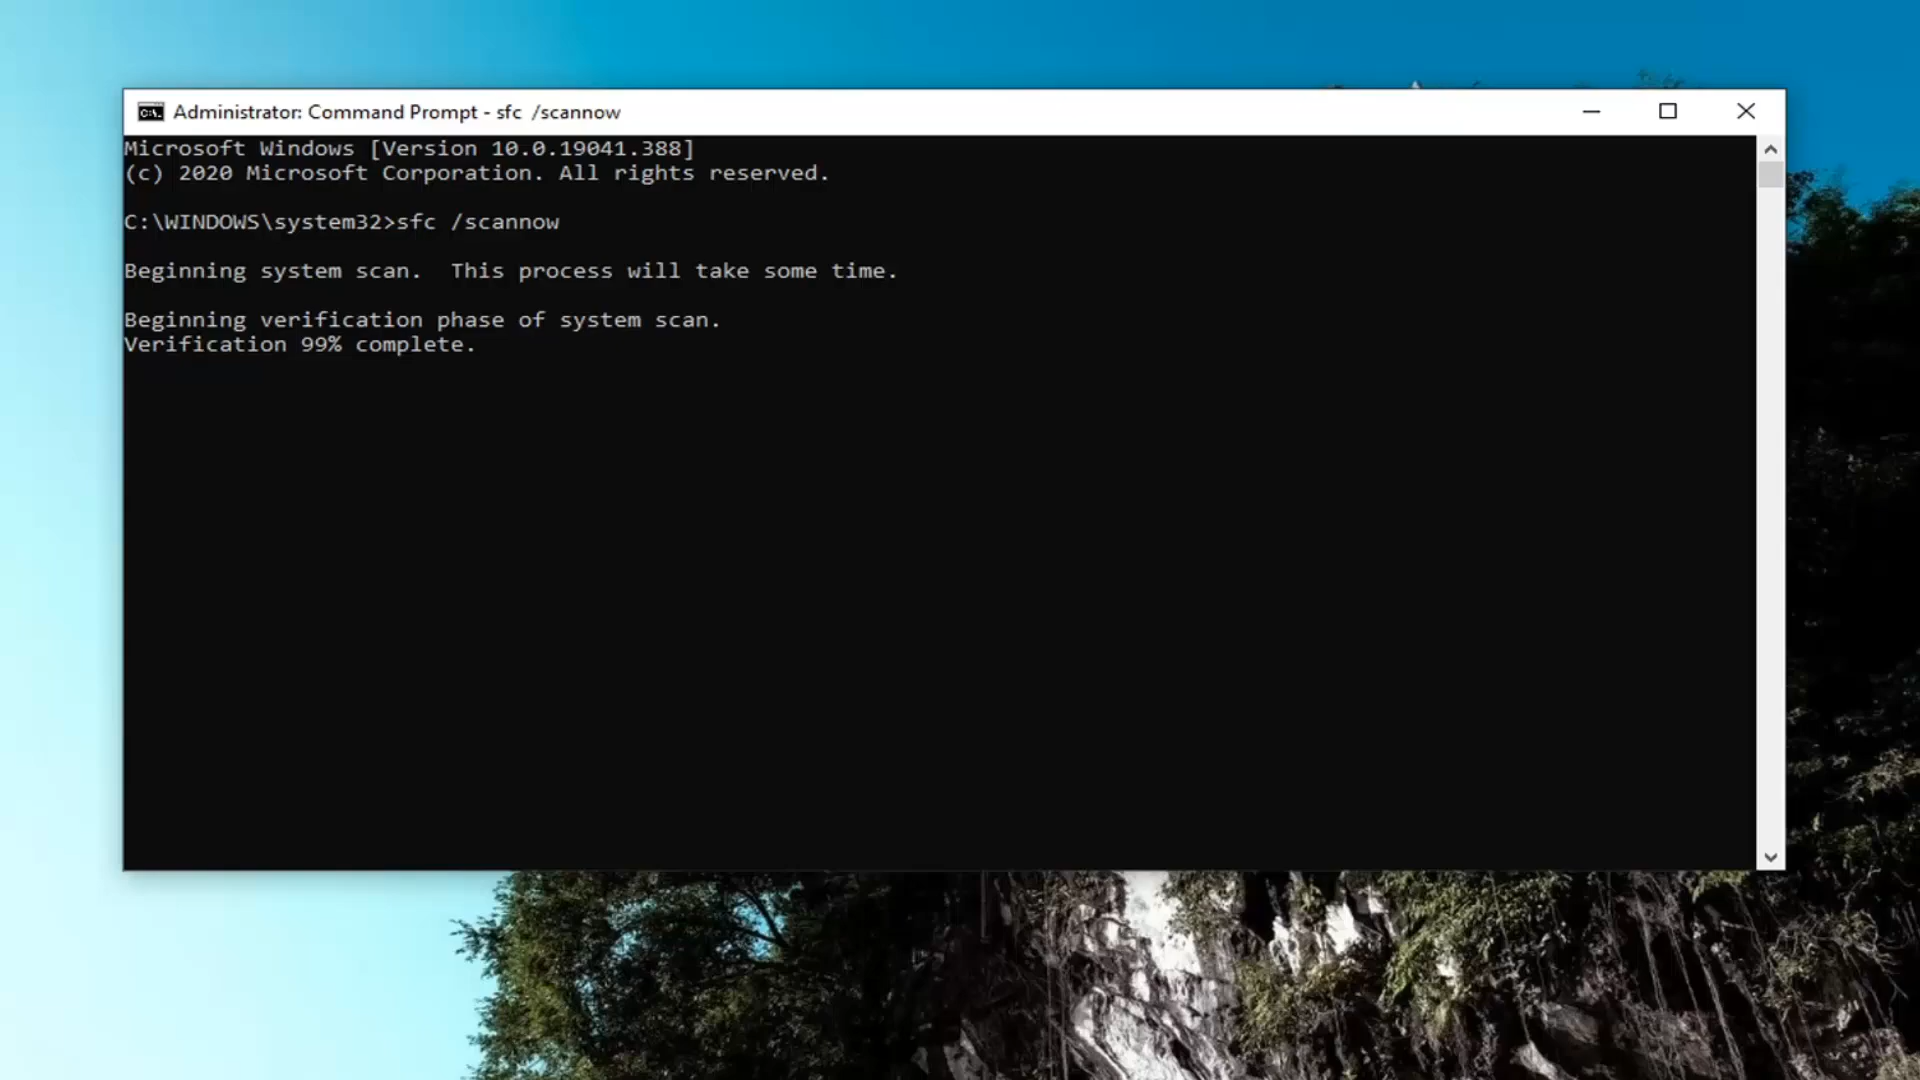 Administrator: Command Prompt - sfc  /scannow
Microsoft Windows [Version 10.0.19041.388]
(c) 2020 Microsoft Corporation. All rights reserved.
C:\WINDOWS\system32>sfc /scannow
Beginning system scan.  This process will take some time.
Beginning verification phase of system scan.
Verification 99% complete.